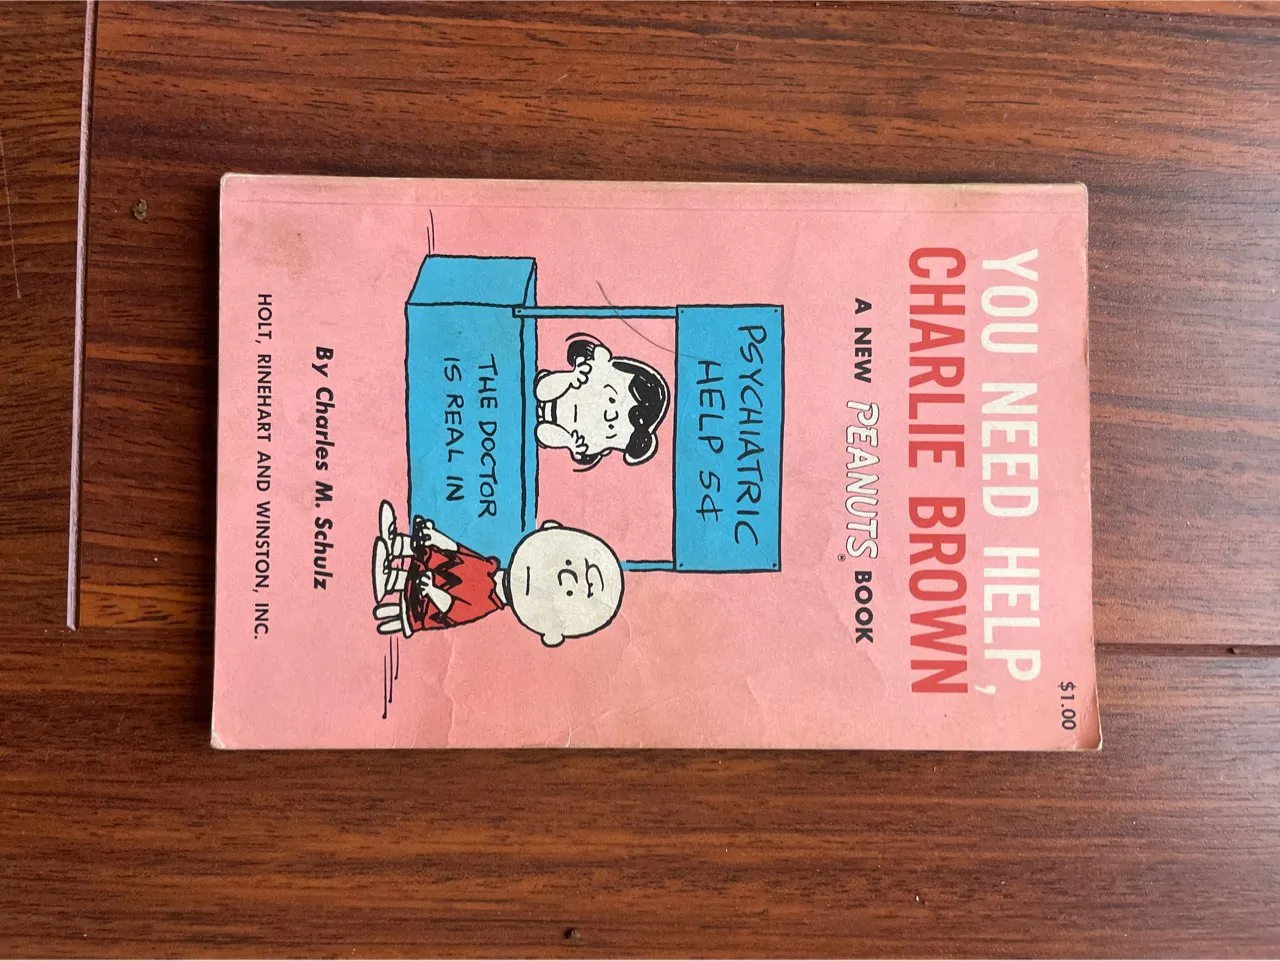 $1.00
YOU NEED HELP,
CHARLIE BROWN
A NEW PEANUTS® BOOK
PSYCHIATRIC
HELP 5¢
THE DOCTOR
IS REAL IN
By Charles M. Schulz
HOLT, RINEHART AND WINSTON, INC.